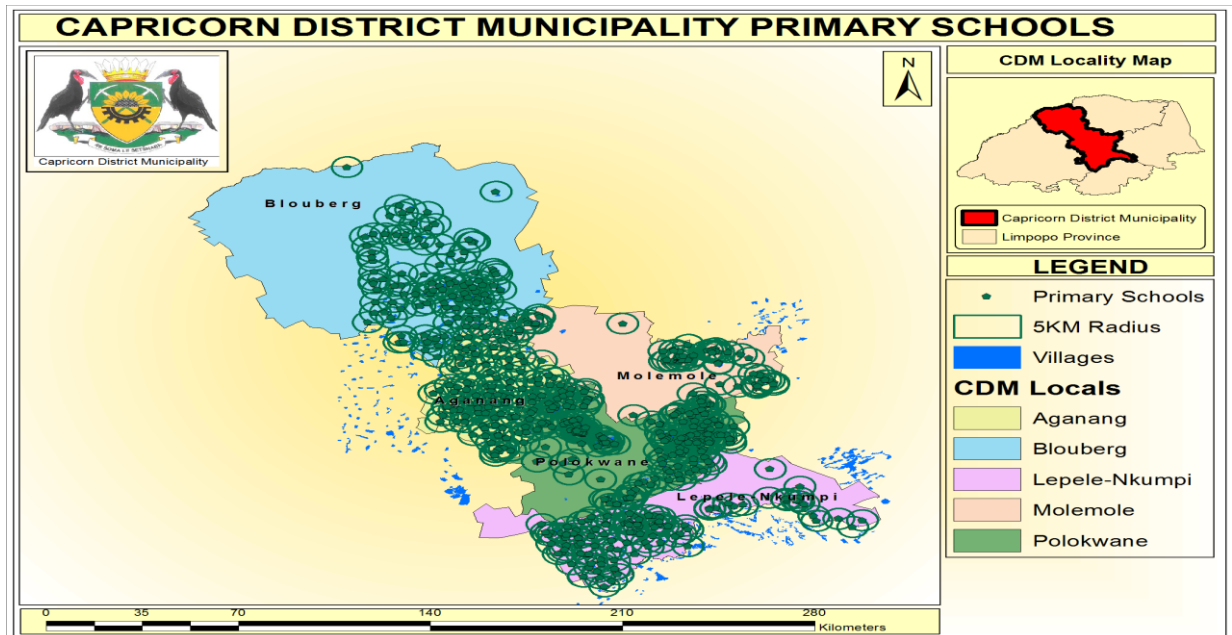 CAPRICORN DISTRICT MUNICIPALITY PRIMARY SCHOOLS
Capricorn District Municipality
N
Blouberg
Molemole
Aganang
Polokwane
Lepele-Nkumpi
0 35 70 140 210 280
Kilometers
CDM Locality Map
Capricorn District Municipality
Limpopo Province
LEGEND
Primary Schools
5KM Radius
Villages
CDM Locals
Aganang
Blouberg
Lepele-Nkumpi
Molemole
Polokwane